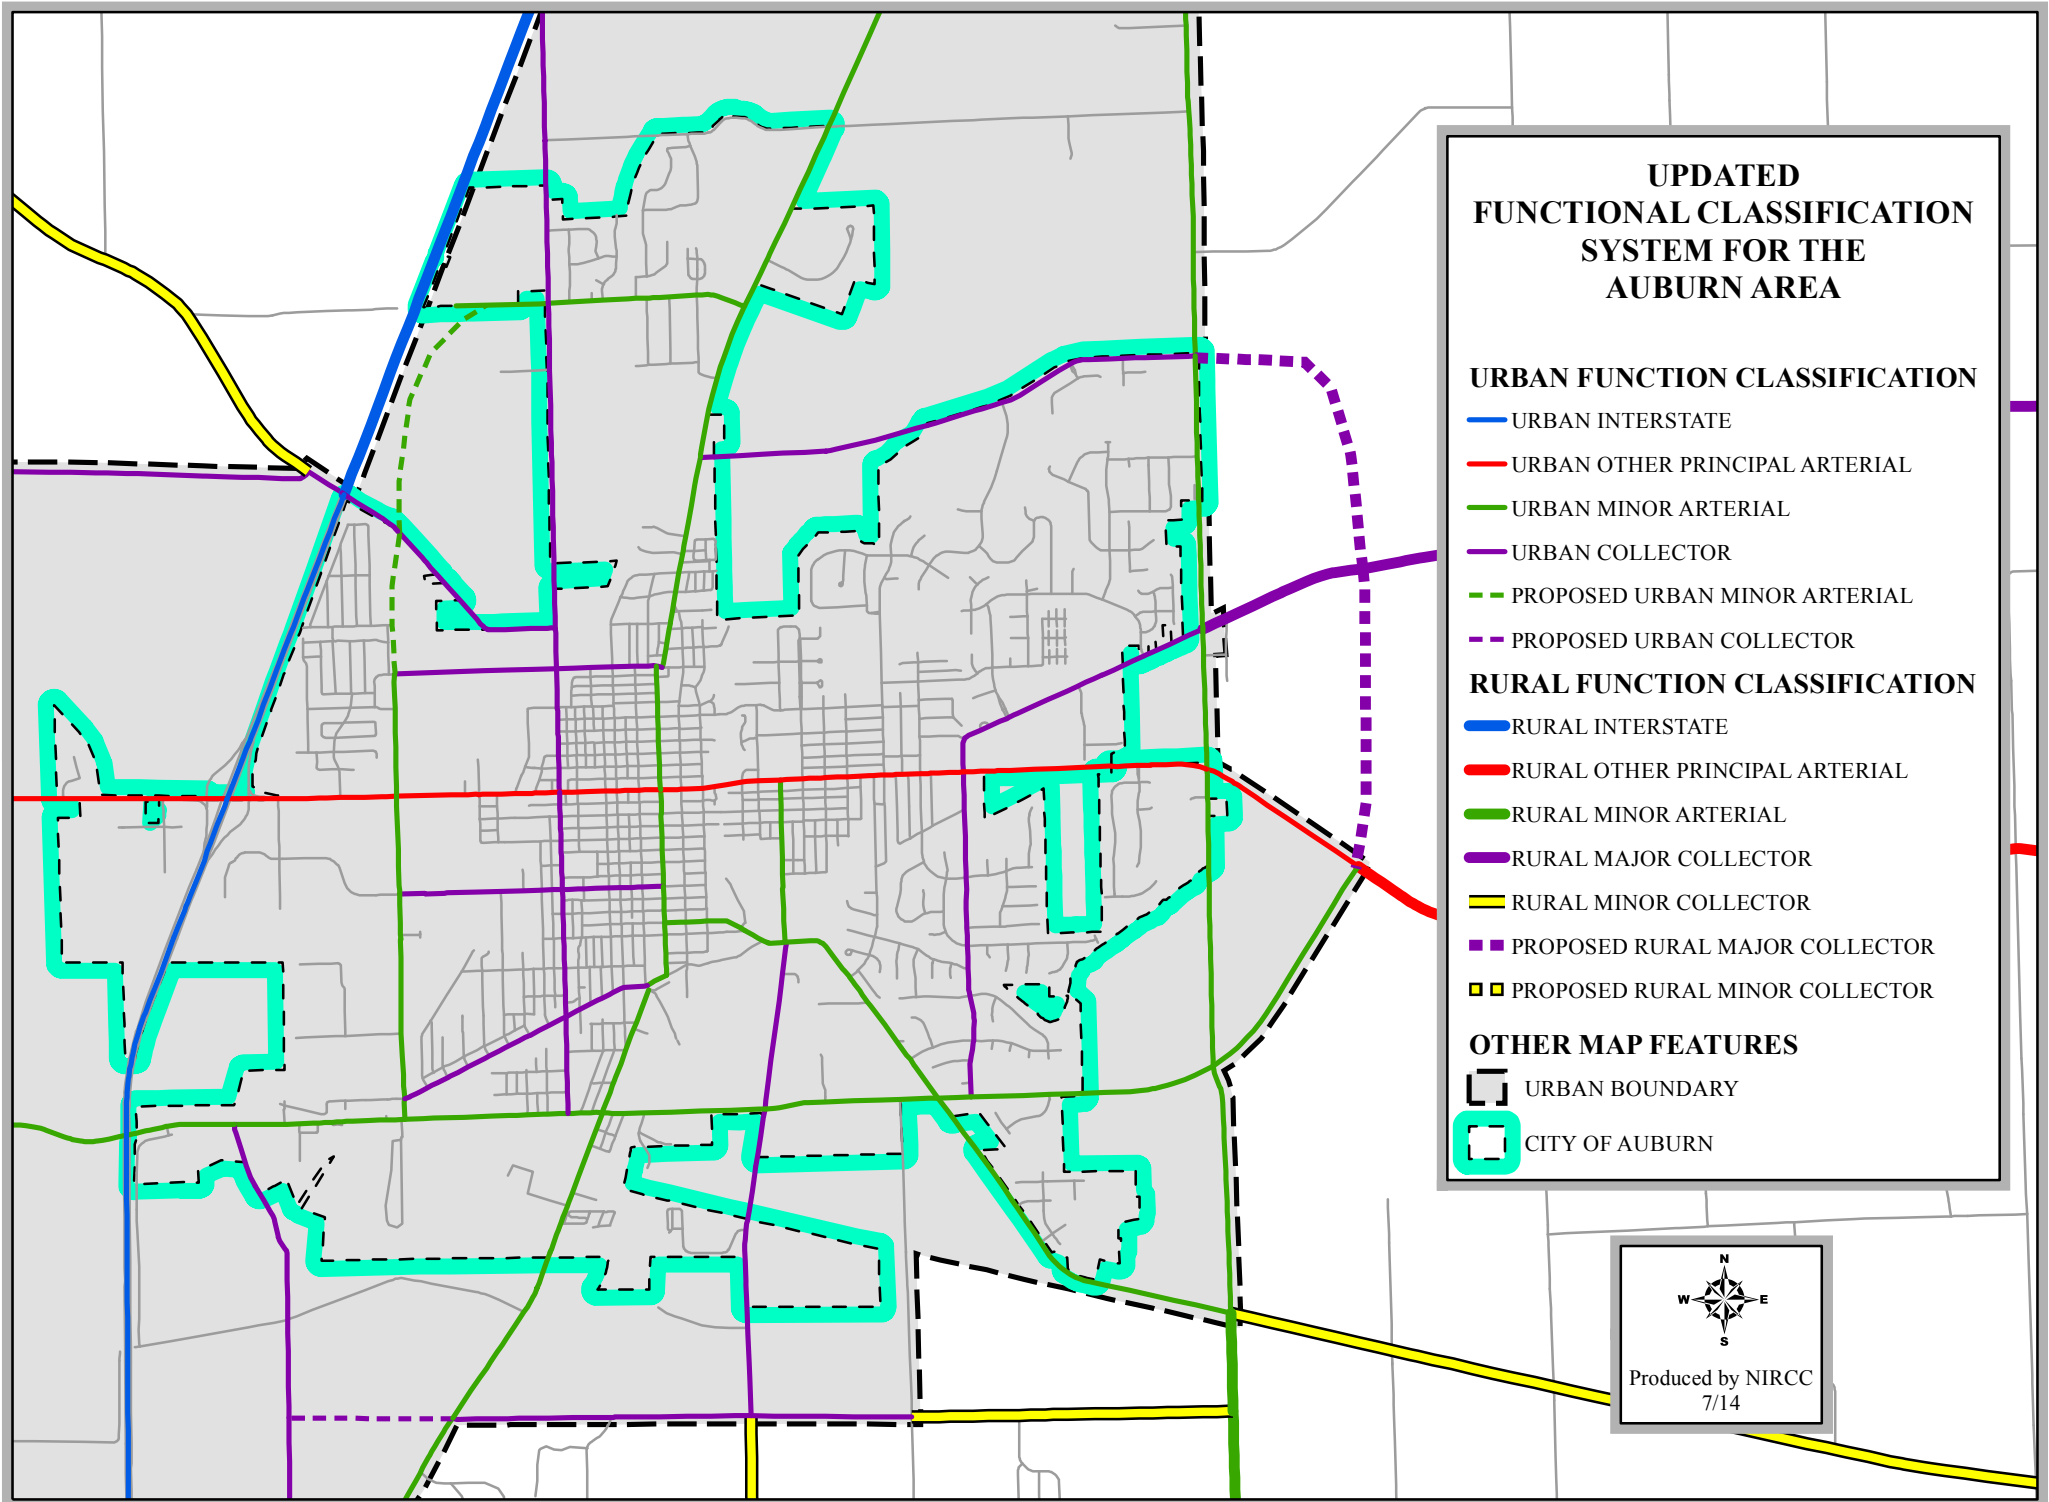 UPDATED
FUNCTIONAL CLASSIFICATION
SYSTEM FOR THE
AUBURN AREA
URBAN FUNCTION CLASSIFICATION
URBAN INTERSTATE
URBAN OTHER PRINCIPAL ARTERIAL
URBAN MINOR ARTERIAL
URBAN COLLECTOR
PROPOSED URBAN MINOR ARTERIAL
PROPOSED URBAN COLLECTOR
RURAL FUNCTION CLASSIFICATION
RURAL INTERSTATE
RURAL OTHER PRINCIPAL ARTERIAL
RURAL MINOR ARTERIAL
RURAL MAJOR COLLECTOR
RURAL MINOR COLLECTOR
PROPOSED RURAL MAJOR COLLECTOR
PROPOSED RURAL MINOR COLLECTOR
OTHER MAP FEATURES
URBAN BOUNDARY
CITY OF AUBURN
N
W E
S
Produced by NIRCC
7/14